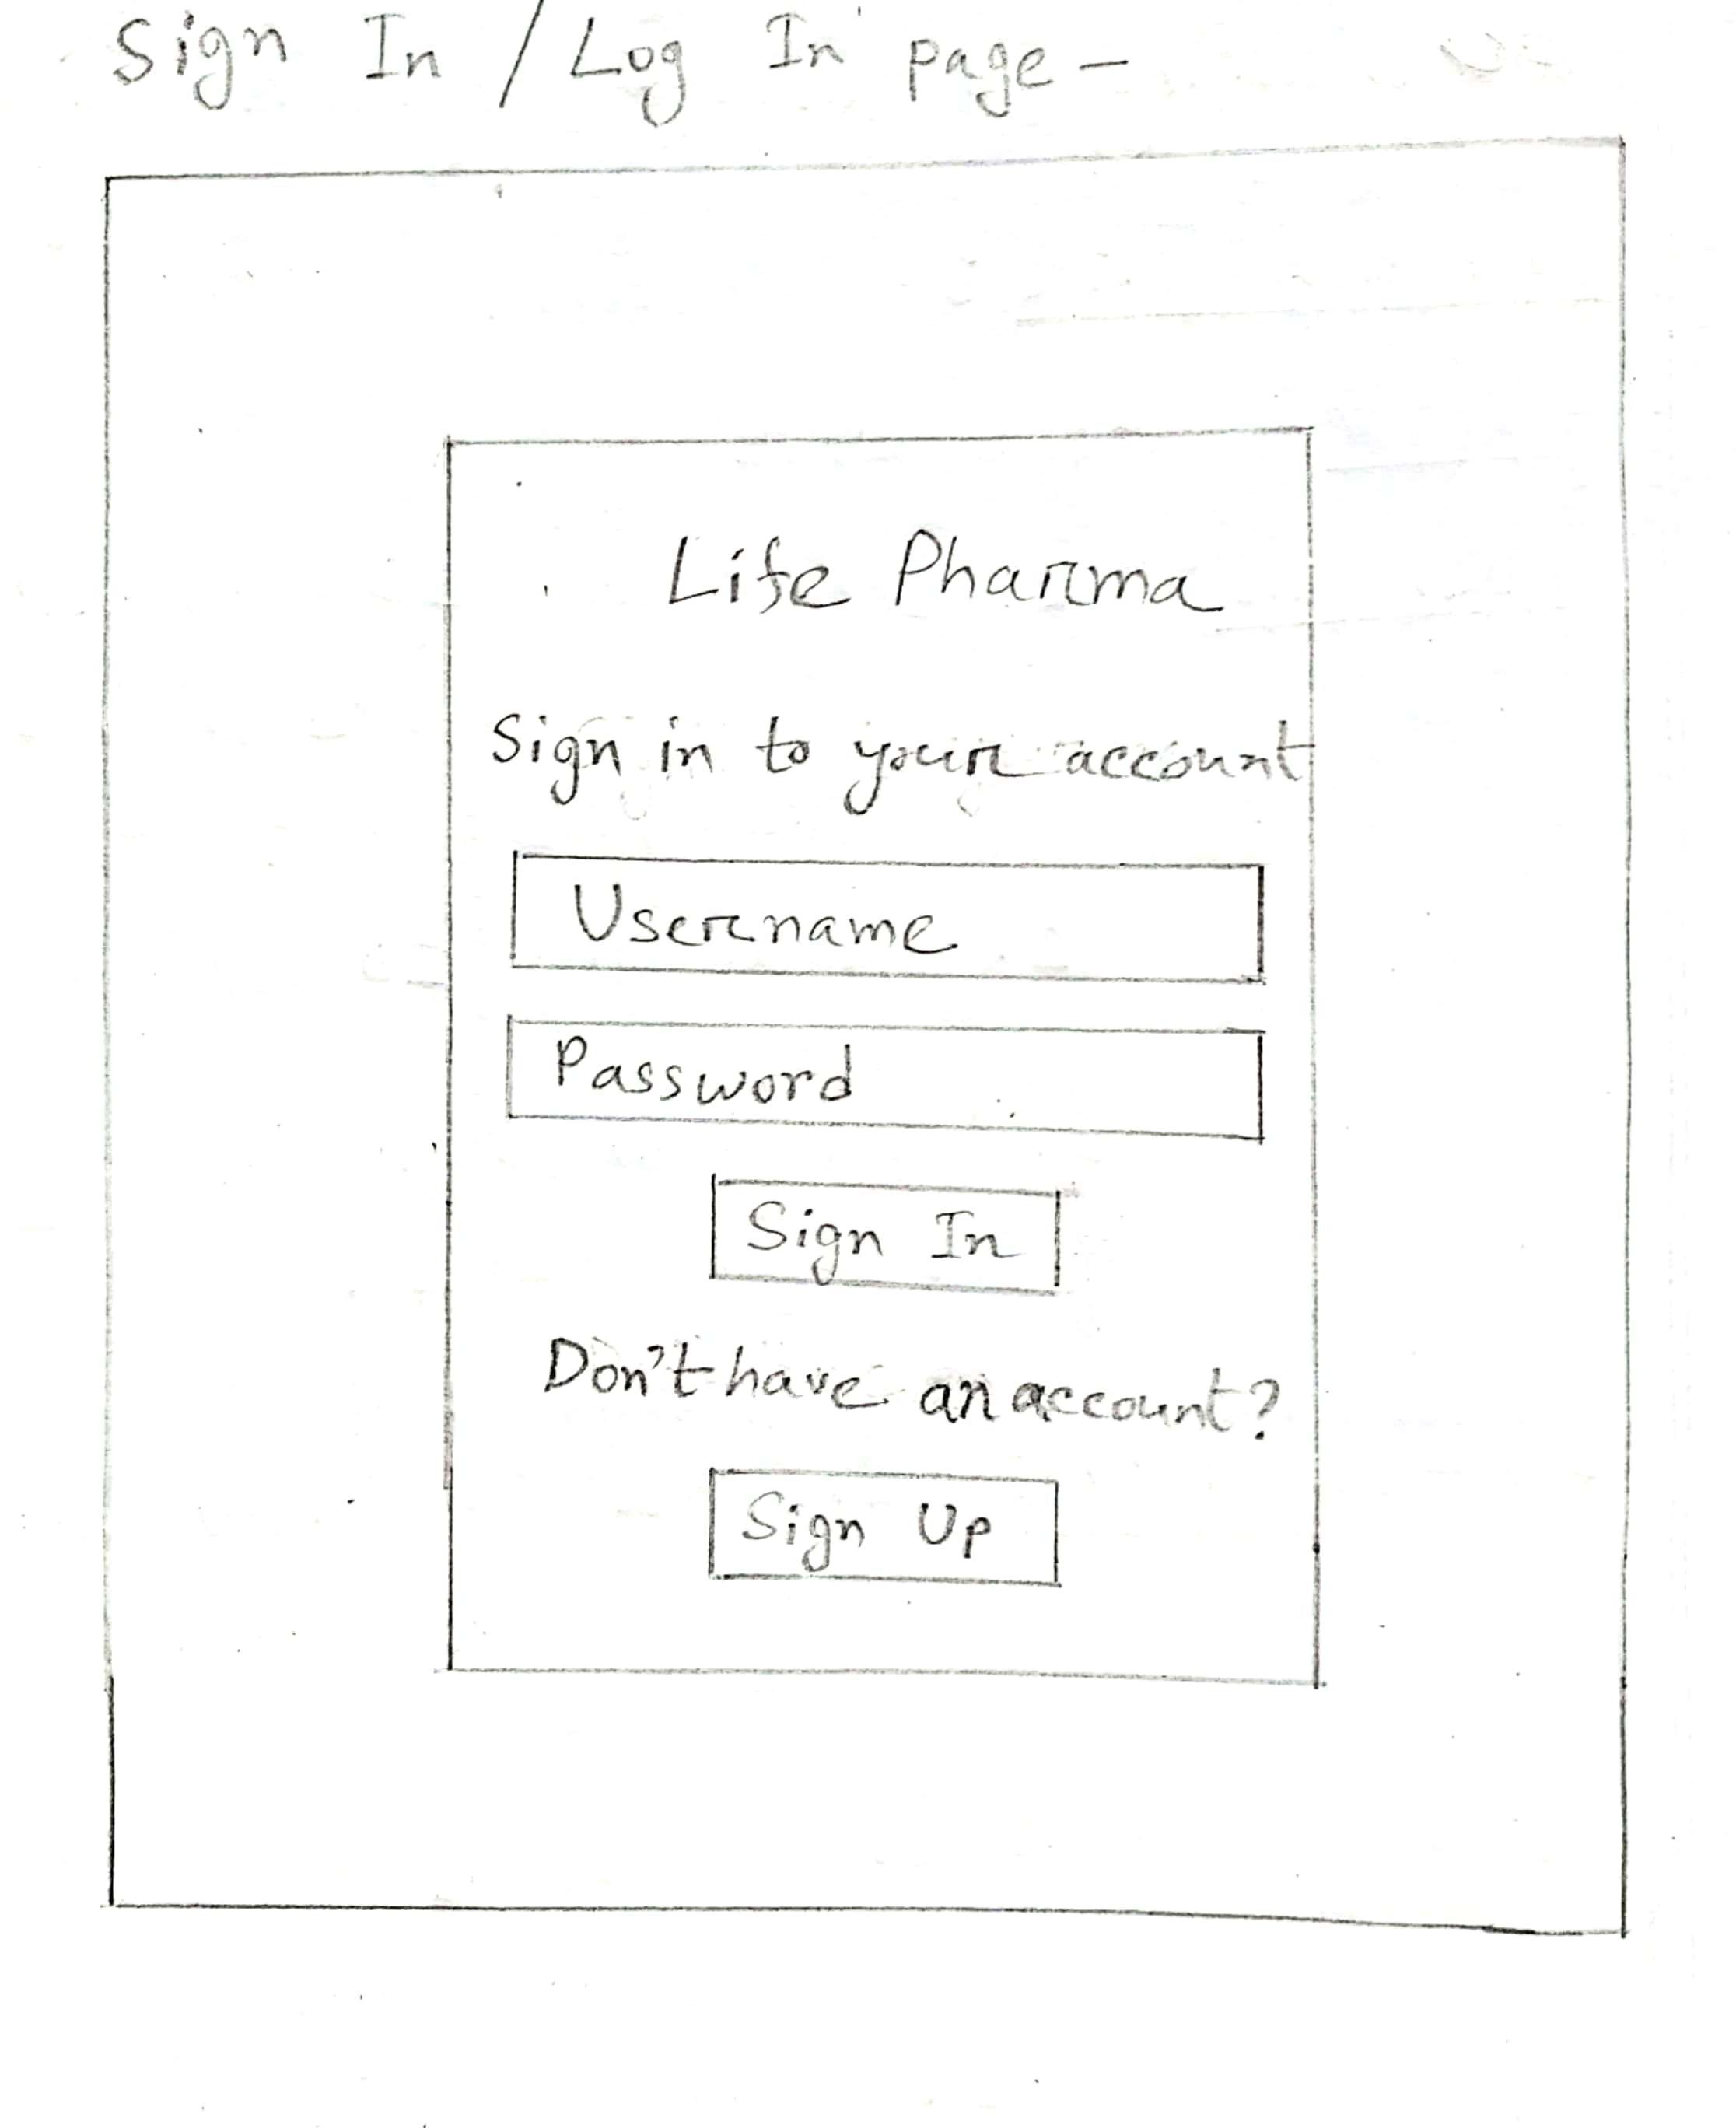 Sign In / Log In page -
Life Pharma
Sign in to your account
Username
Password
Sign In
Don't have an account?
Sign Up